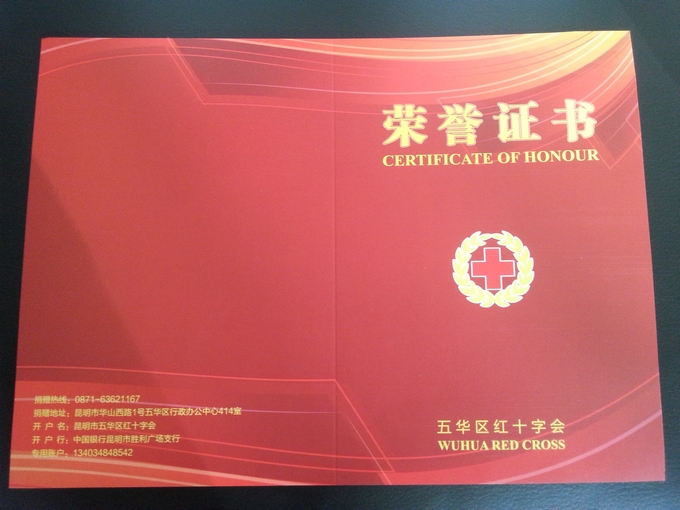 荣誉证书
CERTIFICATE OF HONOUR
五华区红十字会
WUHUA RED CROSS
捐赠热线：0871-63621167
捐赠地址：昆明市华山西路1号五华区行政办公中心414室
开 户 名：昆明市五华区红十字会
开 户 行：中国银行昆明市胜利广场支行
专用账户：134034848542